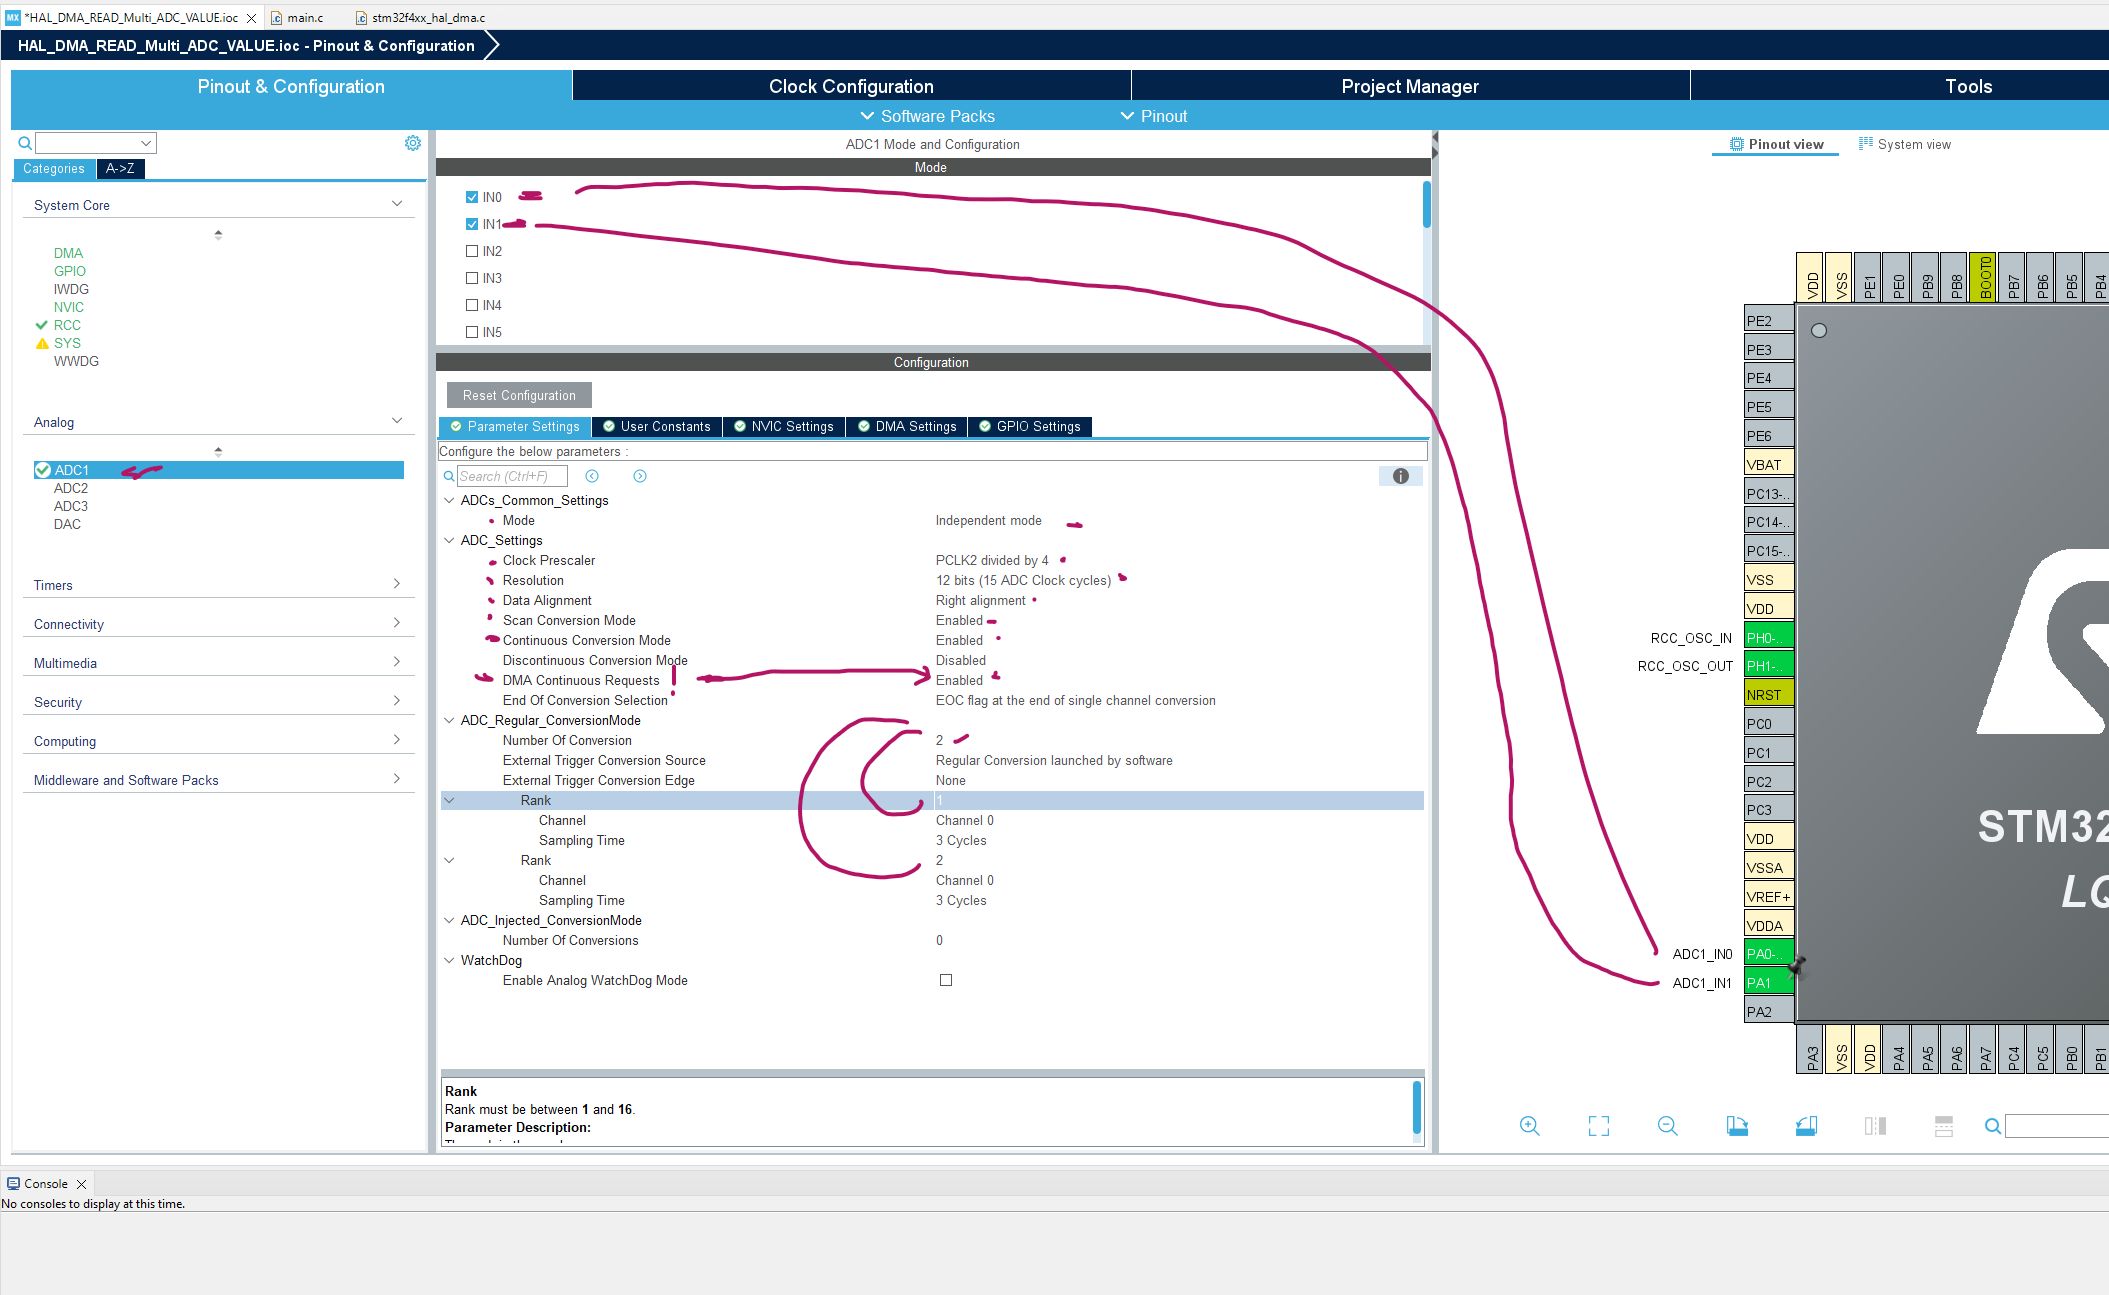 *HAL_DMA_READ_Multi_ADC_VALUE.ioc
main.c
stm32f4xx_hal_dma.c
HAL_DMA_READ_Multi_ADC_VALUE.ioc - Pinout & Configuration
Pinout & Configuration
Clock Configuration
Project Manager
Tools
Software Packs
Pinout
Categories
A->Z
System Core
DMA
GPIO
IWDG
NVIC
RCC
SYS
WWDG
Analog
ADC1
ADC2
ADC3
DAC
Timers
Connectivity
Multimedia
Security
Computing
Middleware and Software Packs
ADC1 Mode and Configuration
Mode
IN0
IN1
IN2
IN3
IN4
IN5
Configuration
Reset Configuration
Parameter Settings
User Constants
NVIC Settings
DMA Settings
GPIO Settings
Configure the below parameters :
Search (Ctrl+F)
ADCs_Common_Settings
Mode Independent mode
ADC_Settings
Clock Prescaler PCLK2 divided by 4
Resolution 12 bits (15 ADC Clock cycles)
Data Alignment Right alignment
Scan Conversion Mode Enabled
Continuous Conversion Mode Enabled
Discontinuous Conversion Mode Disabled
DMA Continuous Requests Enabled
End Of Conversion Selection EOC flag at the end of single channel conversion
ADC_Regular_ConversionMode
Number Of Conversion 2
External Trigger Conversion Source Regular Conversion launched by software
External Trigger Conversion Edge None
Rank 1
Channel Channel 0
Sampling Time 3 Cycles
Rank 2
Channel Channel 0
Sampling Time 3 Cycles
ADC_Injected_ConversionMode
Number Of Conversions 0
WatchDog
Enable Analog WatchDog Mode
Rank
Rank must be between 1 and 16.
Parameter Description:
Pinout view
System view
VDD
VSS
PE1
PE0
PB9
PB8
BOOT0
PB7
PB6
PB5
PB4
PE2
PE3
PE4
PE5
PE6
VBAT
PC13-..
PC14-..
PC15-..
VSS
VDD
RCC_OSC_IN PH0-..
RCC_OSC_OUT PH1-..
NRST
PC0
PC1
PC2
PC3
VDD
VSSA
VREF+
VDDA
ADC1_IN0 PA0-..
ADC1_IN1 PA1
PA2
STM32
LQ
PA3
VSS
VDD
PA4
PA5
PA6
PA7
PC4
PC5
PB0
PB1
Console
No consoles to display at this time.